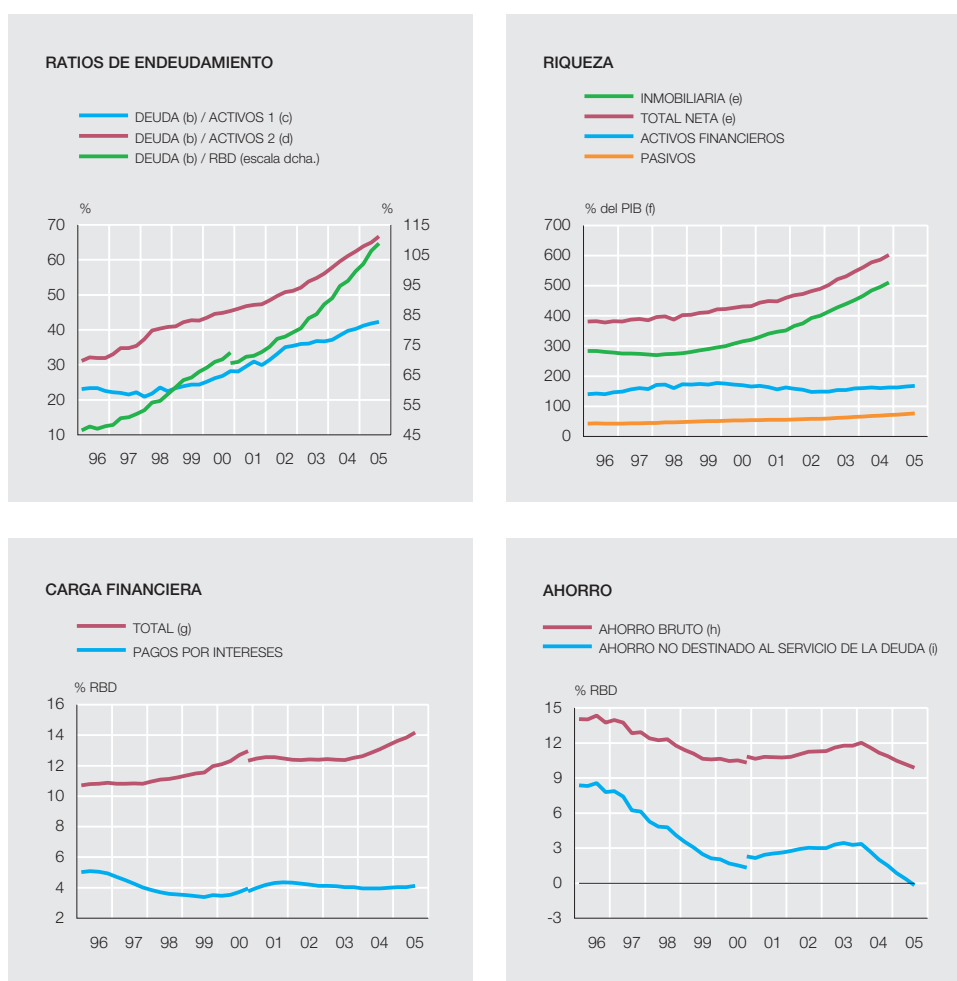 RATIOS DE ENDEUDAMIENTO
DEUDA (b) / ACTIVOS 1 (c)
DEUDA (b) / ACTIVOS 2 (d)
DEUDA (b) / RBD (escala dcha.)
% %
70 115
60 105
50 95
40 85
30 75
20 65
10 55
45
96 97 98 99 00 01 02 03 04 05
RIQUEZA
INMOBILIARIA (e)
TOTAL NETA (e)
ACTIVOS FINANCIEROS
PASIVOS
% del PIB (f)
700
600
500
400
300
200
100
0
96 97 98 99 00 01 02 03 04 05
CARGA FINANCIERA
TOTAL (g)
PAGOS POR INTERESES
% RBD
16
14
12
10
8
6
4
2
96 97 98 99 00 01 02 03 04 05
AHORRO
AHORRO BRUTO (h)
AHORRO NO DESTINADO AL SERVICIO DE LA DEUDA (i)
% RBD
15
12
9
6
3
0
-3
96 97 98 99 00 01 02 03 04 05